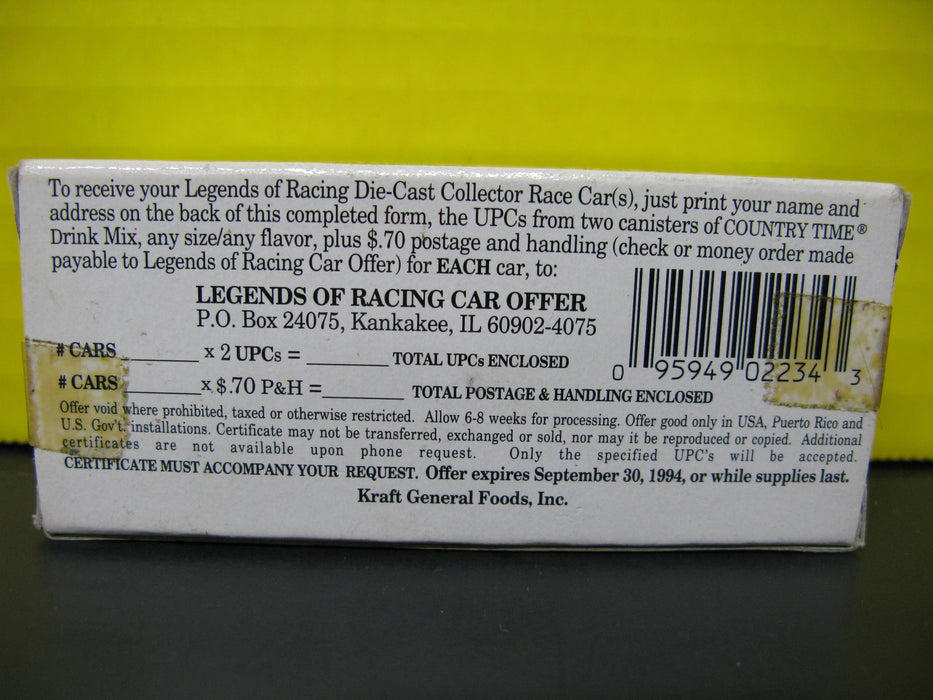 To receive your Legends of Racing Die-Cast Collector Race Car(s), just print your name and
address on the back of this completed form, the UPCs from two canisters of COUNTRY TIME®
Drink Mix, any size/any flavor, plus $.70 postage and handling (check or money order made
payable to Legends of Racing Car Offer) for EACH car, to:
LEGENDS OF RACING CAR OFFER
P.O. Box 24075, Kankakee, IL 60902-4075
# CARS ________ x 2 UPCs = ________ TOTAL UPCs ENCLOSED
# CARS ________ x $.70 P&H = ________ TOTAL POSTAGE & HANDLING ENCLOSED
0 95949 02234 3
Offer void where prohibited, taxed or otherwise restricted. Allow 6-8 weeks for processing. Offer good only in USA, Puerto Rico and
U.S. Gov't. installations. Certificate may not be transferred, exchanged or sold, nor may it be reproduced or copied. Additional
certificates are not available upon phone request. Only the specified UPC's will be accepted.
CERTIFICATE MUST ACCOMPANY YOUR REQUEST. Offer expires September 30, 1994, or while supplies last.
Kraft General Foods, Inc.